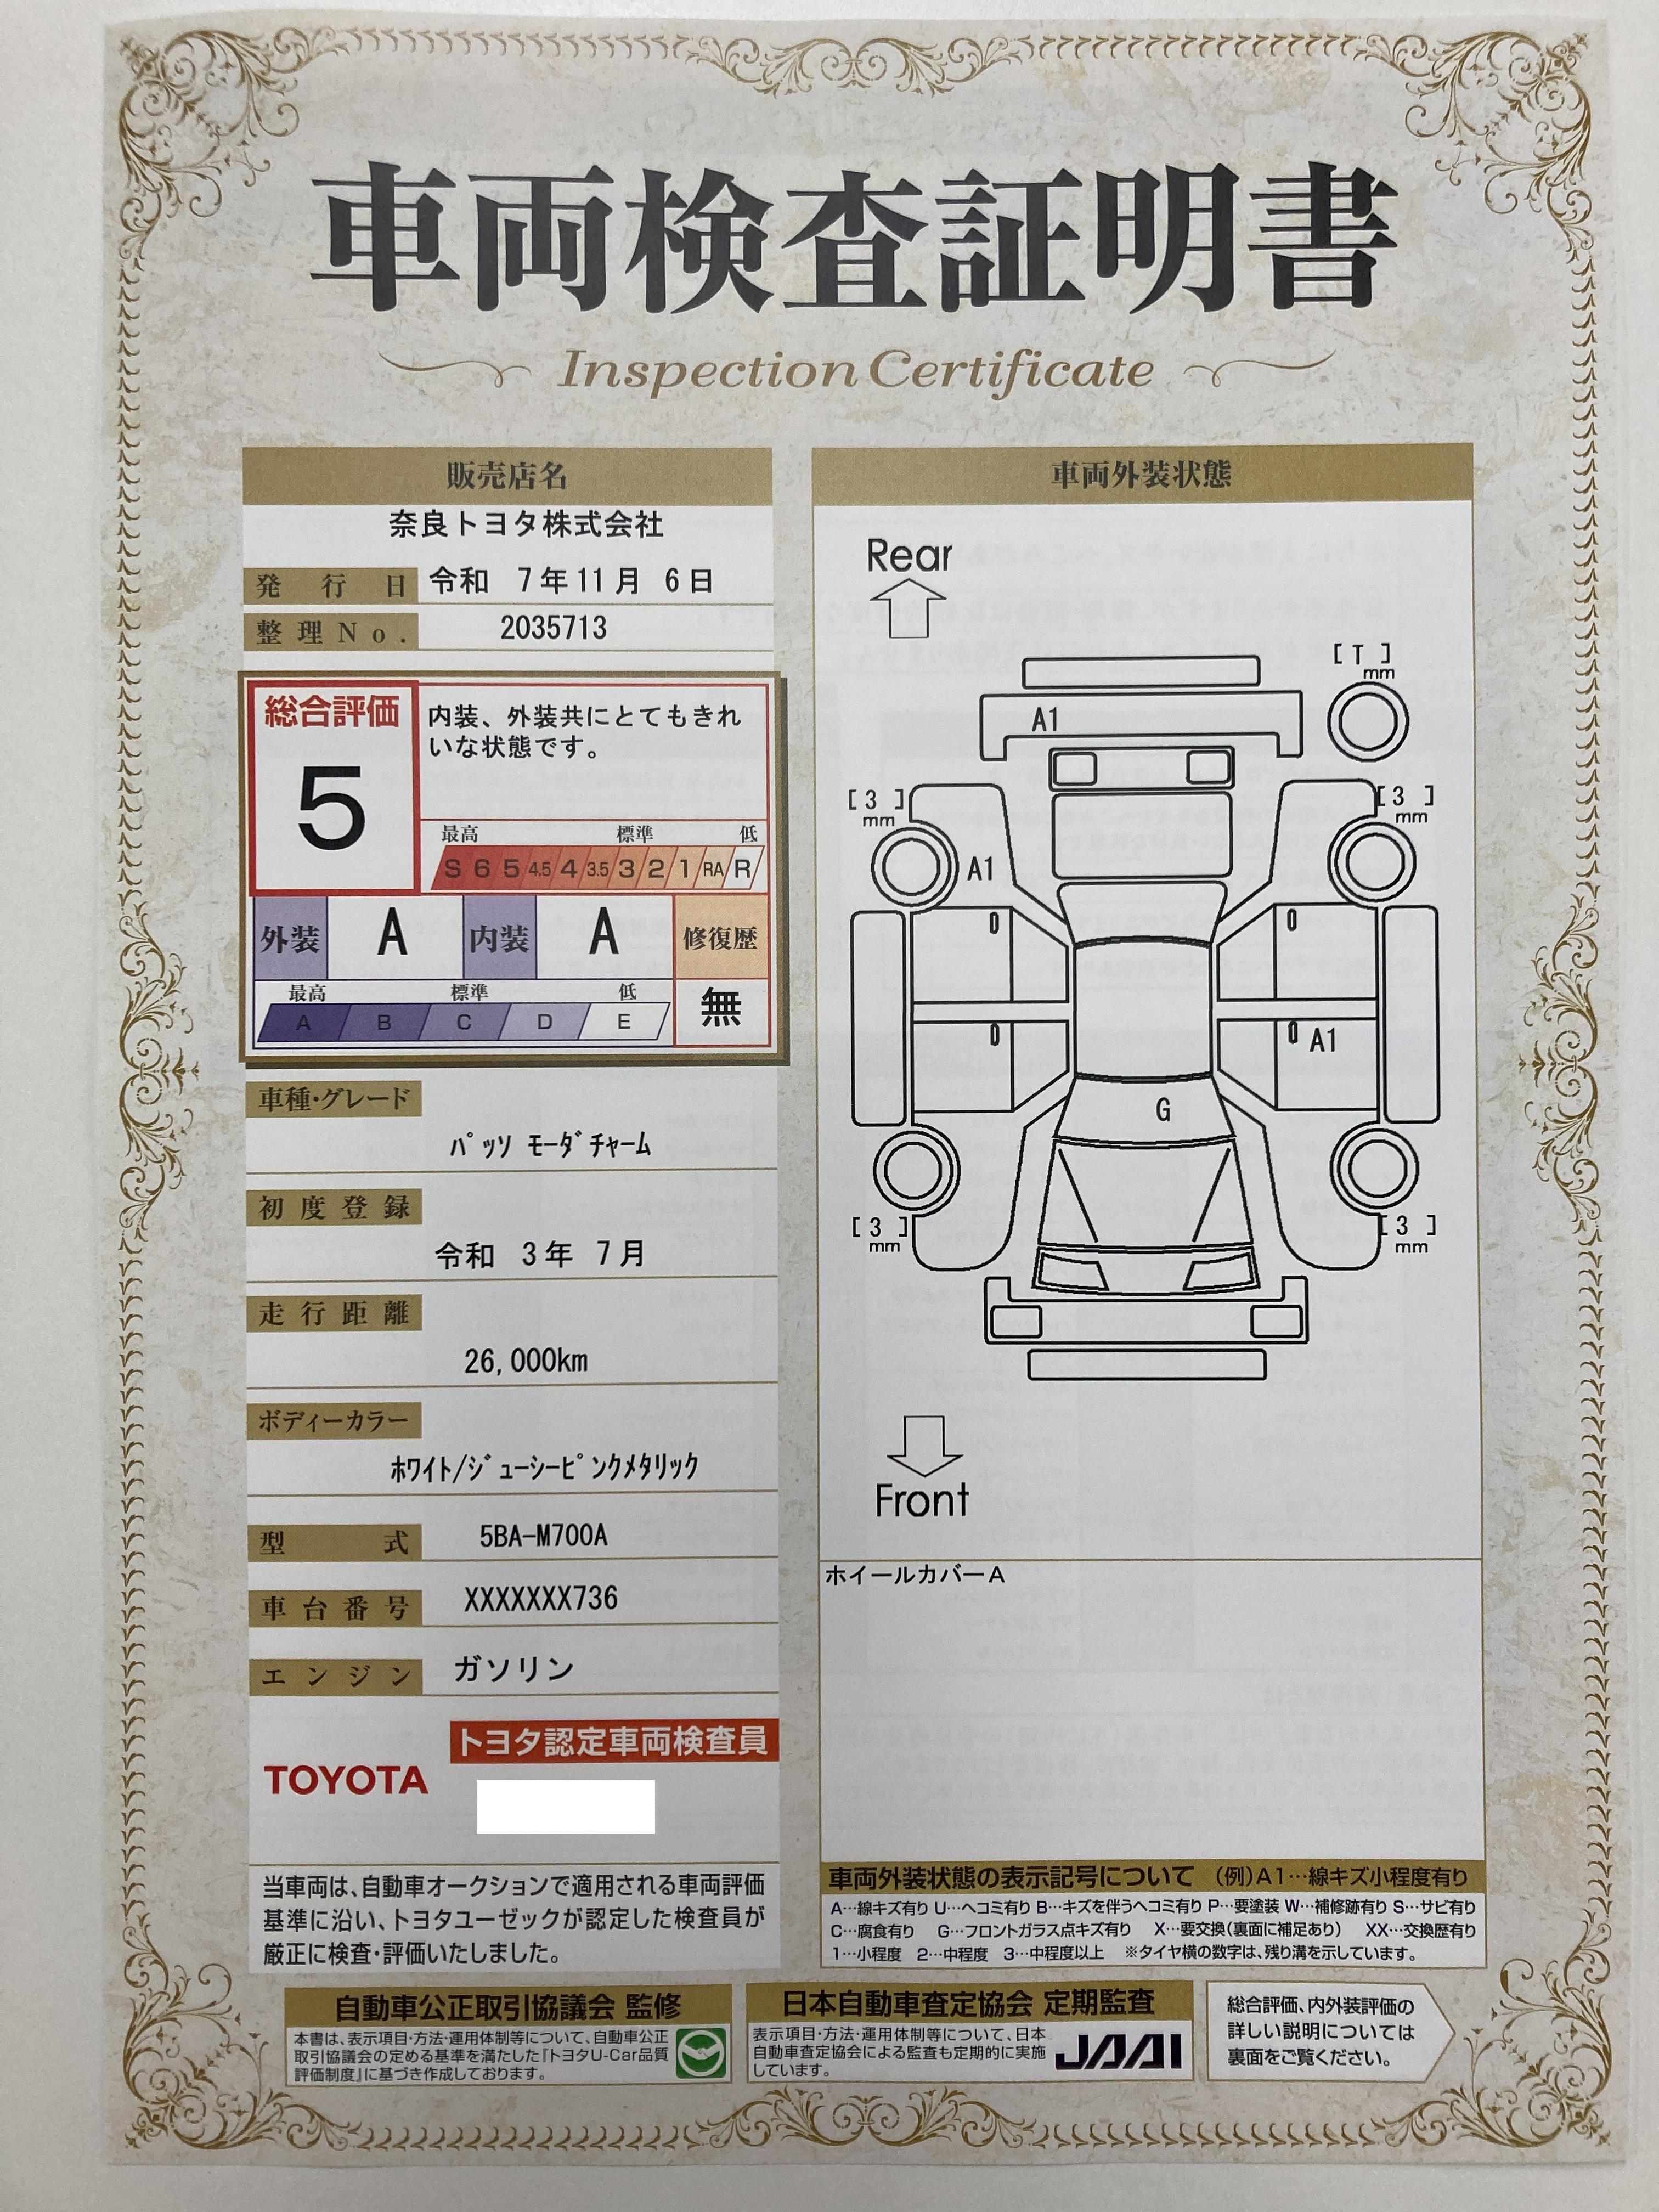 車両検査証明書
Inspection Certificate
販売店名
奈良トヨタ株式会社
発行日 令和 7年11月 6日
整理No. 2035713
総合評価
5
内装、外装共にとてもきれ
いな状態です。
最高 標準 低
S 6 5 4.5 4 3.5 3 2 1 RA R
外装 A 内装 A 修復歴
最高 標準 低
A B C D E
無
車種・グレード
ﾊﾟｯｿ ﾓｰﾀﾞﾁｬｰﾑ
初度登録
令和 3年 7月
走行距離
26,000km
ボディーカラー
ﾎﾜｲﾄ/ｼﾞｭｰｼｰﾋﾟﾝｸﾒﾀﾘｯｸ
型式 5BA-M700A
車台番号 XXXXXXX736
エンジン ガソリン
TOYOTA
トヨタ認定車両検査員
当車両は、自動車オークションで適用される車両評価
基準に沿い、トヨタユーゼックが認定した検査員が
厳正に検査・評価いたしました。
車両外装状態
Rear
[ T ]
mm
A1
[ 3 ]
mm
[ 3 ]
mm
A1
A1
G
[ 3 ]
mm
[ 3 ]
mm
Front
ホイールカバーA
車両外装状態の表示記号について (例)A1…線キズ小程度有り
A…線キズ有り U…ヘコミ有り B…キズを伴うヘコミ有り P…要塗装 W…補修跡有り S…サビ有り
C…腐食有り G…フロントガラス点キズ有り X…要交換(裏面に補足あり) XX…交換歴有り
1…小程度 2…中程度 3…中程度以上 ※タイヤ横の数字は、残り溝を示しています。
自動車公正取引協議会 監修
本書は、表示項目・方法・運用体制等について、自動車公正
取引協議会の定める基準を満たした『トヨタU-Car品質
評価制度』に基づき作成しております。
日本自動車査定協会 定期監査
表示項目・方法・運用体制等について、日本
自動車査定協会による監査も定期的に実施
しています。
JAAI
総合評価、内外装評価の
詳しい説明については
裏面をご覧ください。